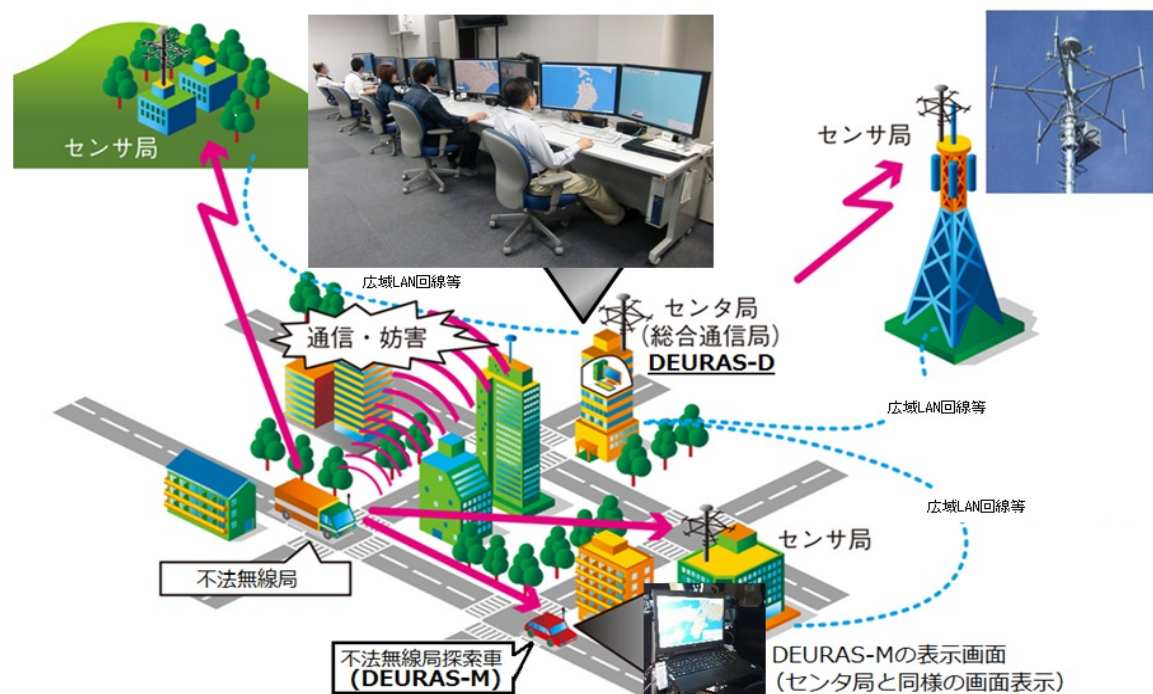 センサ局
センサ局
広域LAN回線等
通信・妨害
センタ局
(総合通信局)
DEURAS-D
広域LAN回線等
広域LAN回線等
センサ局
不法無線局
不法無線局探索車
(DEURAS-M)
DEURAS-Mの表示画面
(センタ局と同様の画面表示)